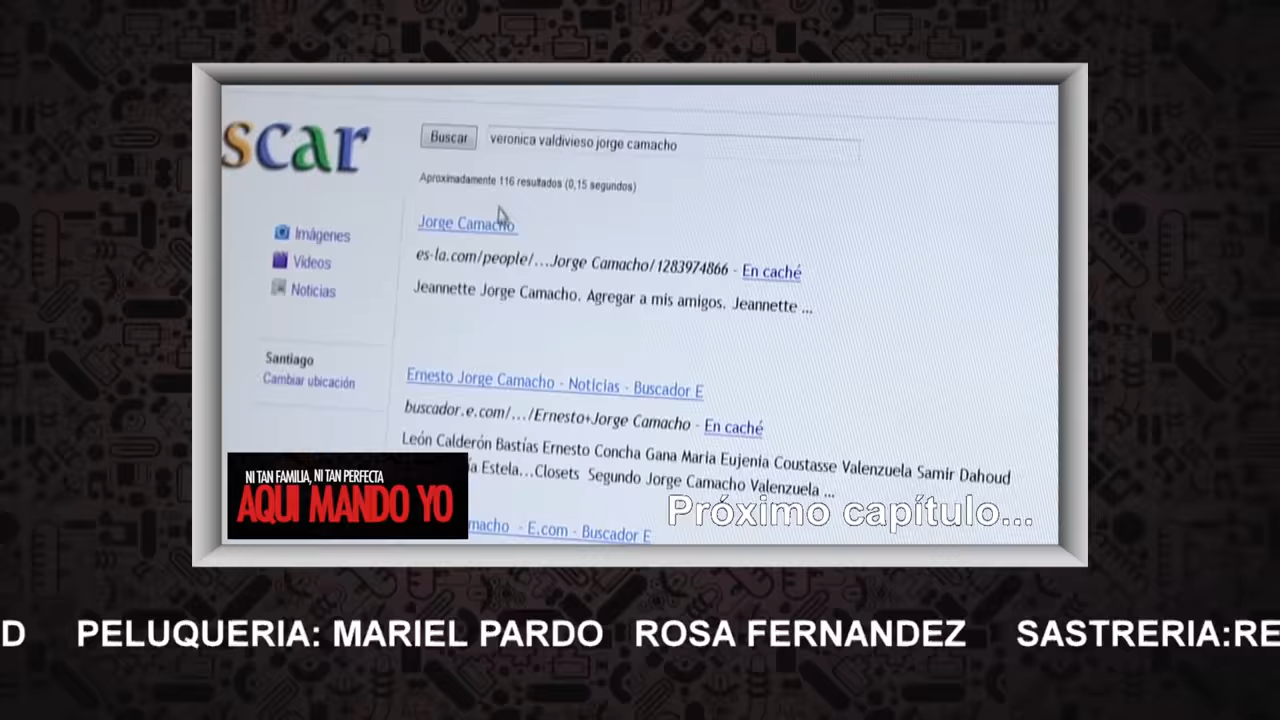 scar
Buscar
veronica valdivieso jorge camacho
Aproximadamente 116 resultados (0,15 segundos)
Imágenes
Videos
Noticias
Santiago
Cambiar ubicación
Jorge Camacho
es-la.com/people/...Jorge Camacho/1283974866 - En caché
Jeannette Jorge Camacho. Agregar a mis amigos. Jeannette ...
Ernesto Jorge Camacho - Noticias - Buscador E
buscador.e.com/.../Ernesto+Jorge Camacho - En caché
León Calderón Bastías Ernesto Concha Gana Maria Eugenia Coustasse Valenzuela Samir Dahoud
ía Estela...Closets Segundo Jorge Camacho Valenzuela ...
macho - E.com - Buscador E
NI TAN FAMILIA, NI TAN PERFECTA
AQUI MANDO YO
Próximo capítulo...
D PELUQUERIA: MARIEL PARDO ROSA FERNANDEZ SASTRERIA:RE